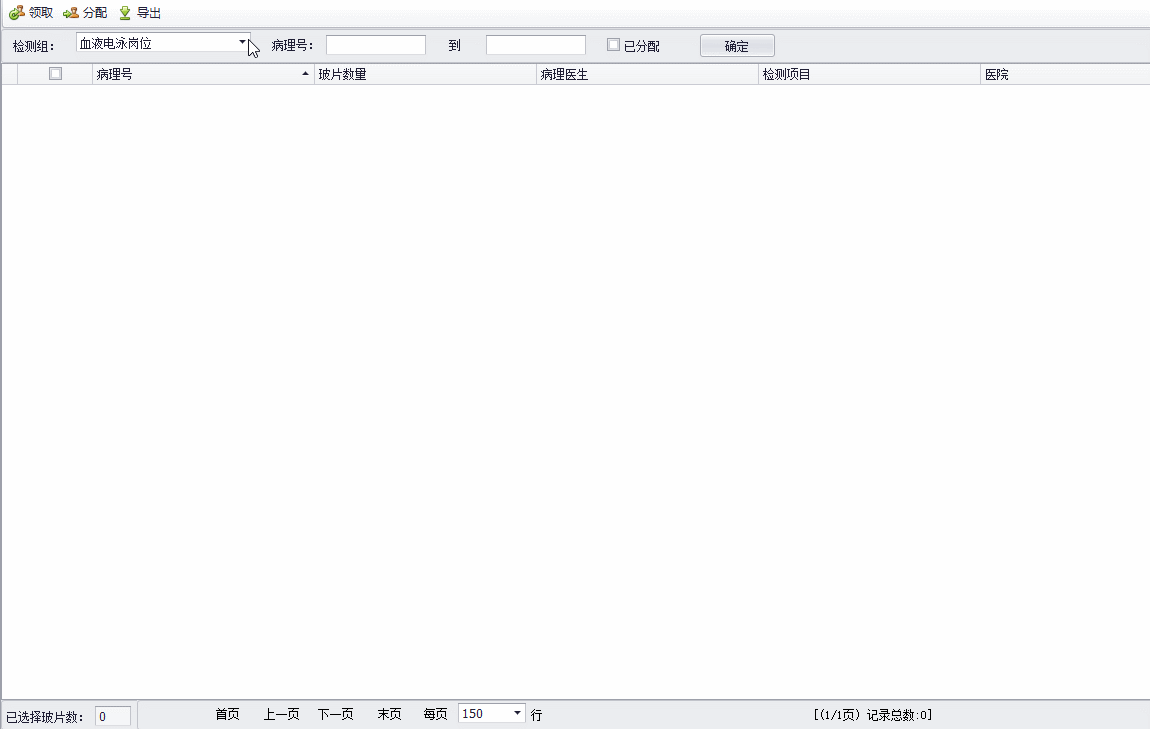 领取 分配 导出
检测组： 血液电泳岗位 病理号： 到 已分配 确定
病理号 玻片数量 病理医生 检测项目 医院
已选择玻片数： 0 首页 上一页 下一页 末页 每页 150 行 [(1/1页) 记录总数:0]